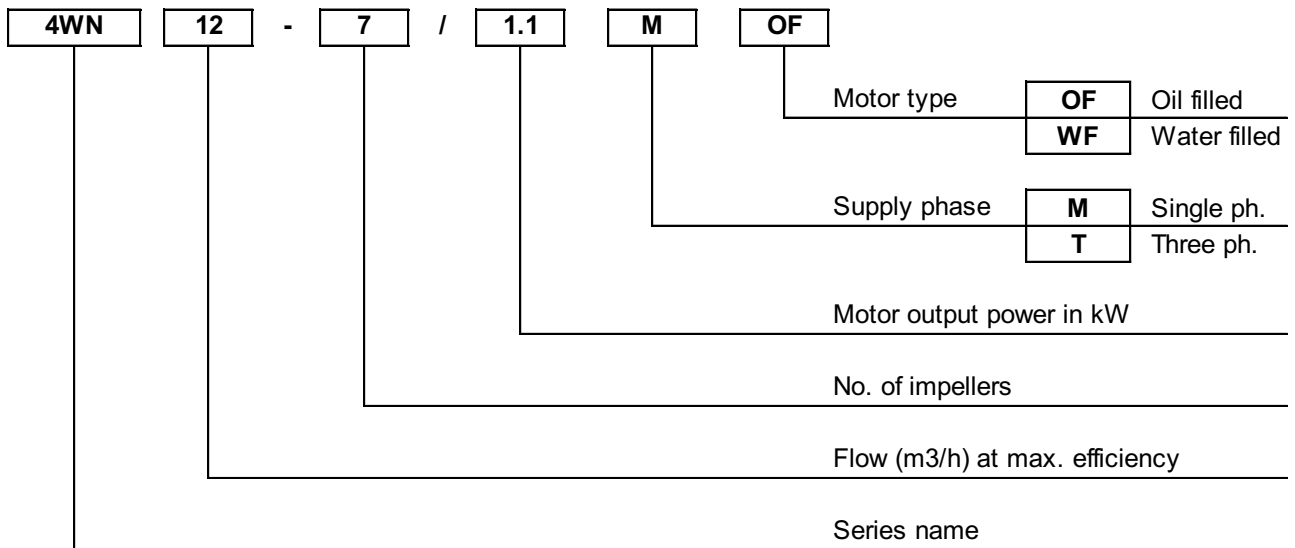 4WN 12 - 7 / 1.1 M OF
Motor type OF Oil filled
WF Water filled
Supply phase M Single ph.
T Three ph.
Motor output power in kW
No. of impellers
Flow (m3/h) at max. efficiency
Series name